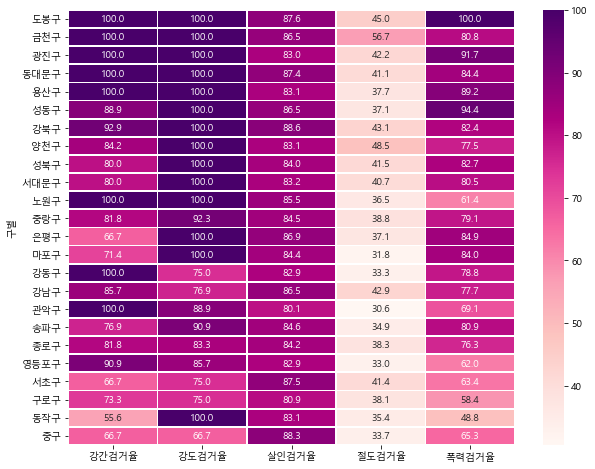 도봉구 100.0 100.0 87.6 45.0 100.0
금천구 100.0 100.0 86.5 56.7 80.8
광진구 100.0 100.0 83.0 42.2 91.7
동대문구 100.0 100.0 87.4 41.1 84.4
용산구 100.0 100.0 83.1 37.7 89.2
성동구 88.9 100.0 86.5 37.1 94.4
강북구 92.9 100.0 88.6 43.1 82.4
양천구 84.2 100.0 83.1 48.5 77.5
성북구 80.0 100.0 84.0 41.5 82.7
서대문구 80.0 100.0 83.2 40.7 80.5
노원구 100.0 100.0 85.5 36.5 61.4
중랑구 81.8 92.3 84.5 38.8 79.1
은평구 66.7 100.0 86.9 37.1 84.9
마포구 71.4 100.0 84.4 31.8 84.0
강동구 100.0 75.0 82.9 33.3 78.8
강남구 85.7 76.9 86.5 42.9 77.7
관악구 100.0 88.9 80.1 30.6 69.1
송파구 76.9 90.9 84.6 34.9 80.9
종로구 81.8 83.3 84.2 38.3 76.3
영등포구 90.9 85.7 82.9 33.0 62.0
서초구 66.7 75.0 87.5 41.4 63.4
구로구 73.3 75.0 80.9 38.1 58.4
동작구 55.6 100.0 83.1 35.4 48.8
중구 66.7 66.7 88.3 33.7 65.3
강간검거율 강도검거율 살인검거율 절도검거율 폭력검거율
구별
100
90
80
70
60
50
40